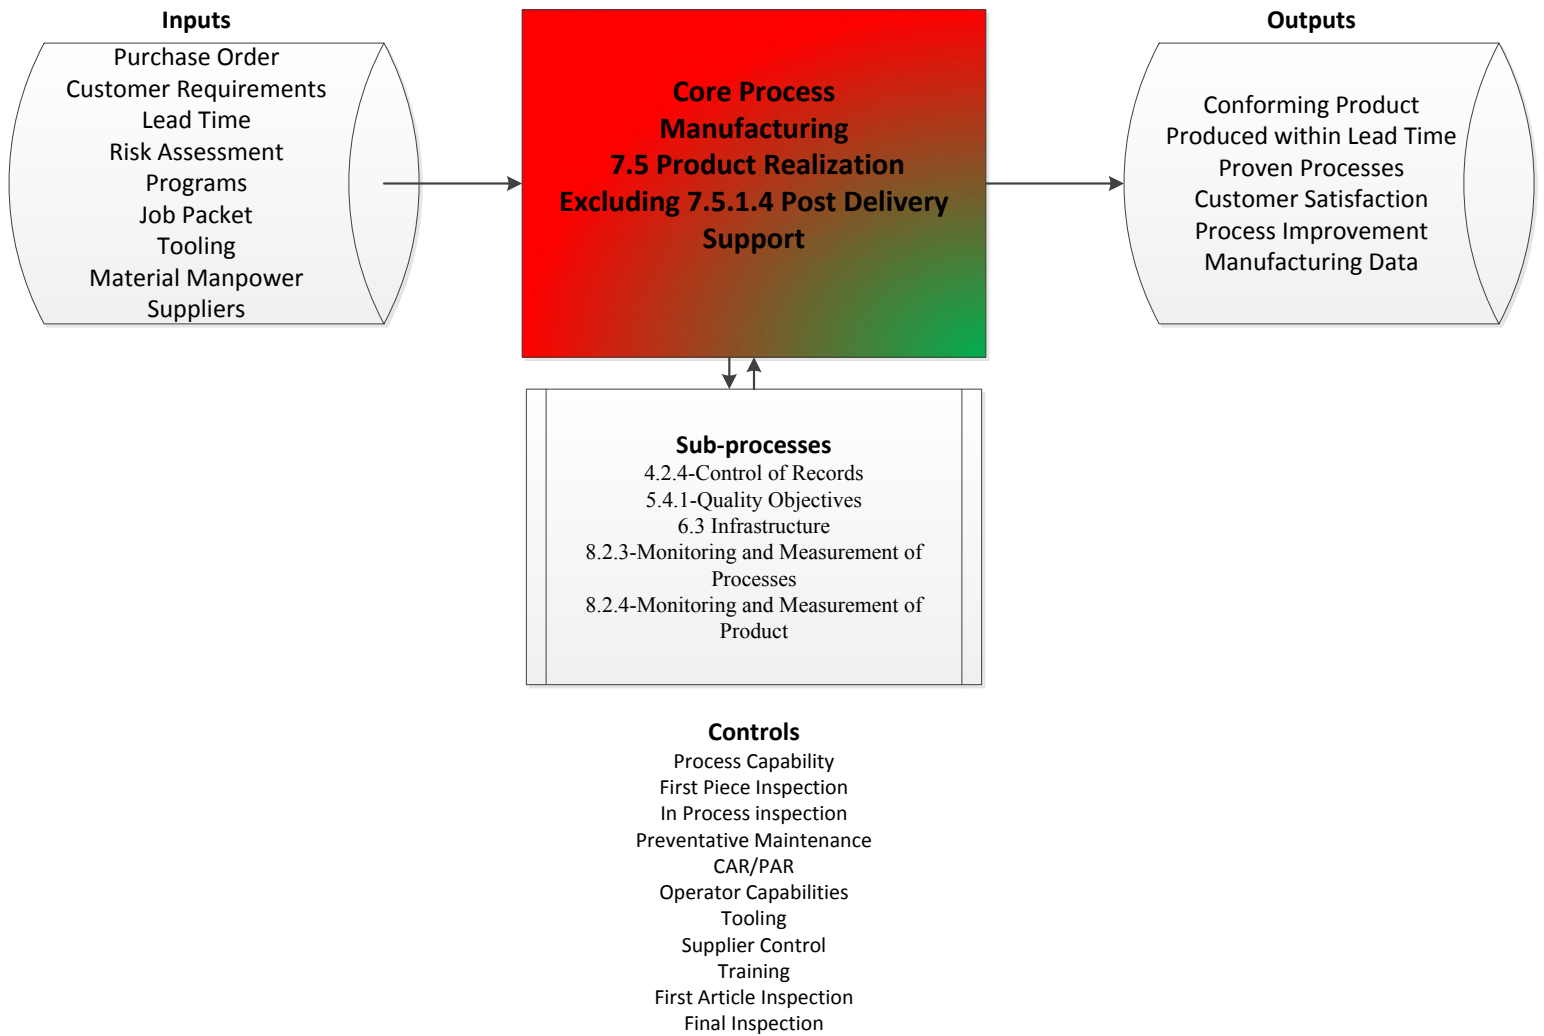 Inputs
Purchase Order
Customer Requirements
Lead Time
Risk Assessment
Programs
Job Packet
Tooling
Material Manpower
Suppliers
Core Process
Manufacturing
7.5 Product Realization
Excluding 7.5.1.4 Post Delivery
Support
Outputs
Conforming Product
Produced within Lead Time
Proven Processes
Customer Satisfaction
Process Improvement
Manufacturing Data
Sub-processes
4.2.4-Control of Records
5.4.1-Quality Objectives
6.3 Infrastructure
8.2.3-Monitoring and Measurement of
Processes
8.2.4-Monitoring and Measurement of
Product
Controls
Process Capability
First Piece Inspection
In Process inspection
Preventative Maintenance
CAR/PAR
Operator Capabilities
Tooling
Supplier Control
Training
First Article Inspection
Final Inspection